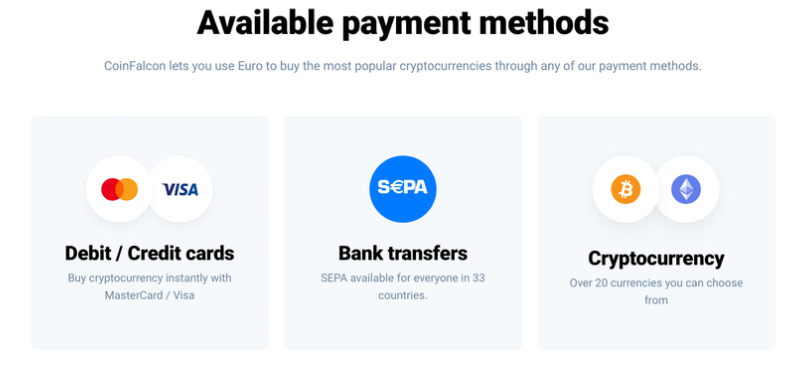 Available payment methods
CoinFalcon lets you use Euro to buy the most popular cryptocurrencies through any of our payment methods.
VISA
Debit / Credit cards
Buy cryptocurrency instantly with
MasterCard / Visa
S€PA
Bank transfers
SEPA available for everyone in 33
countries.
Cryptocurrency
Over 20 currencies you can choose
from